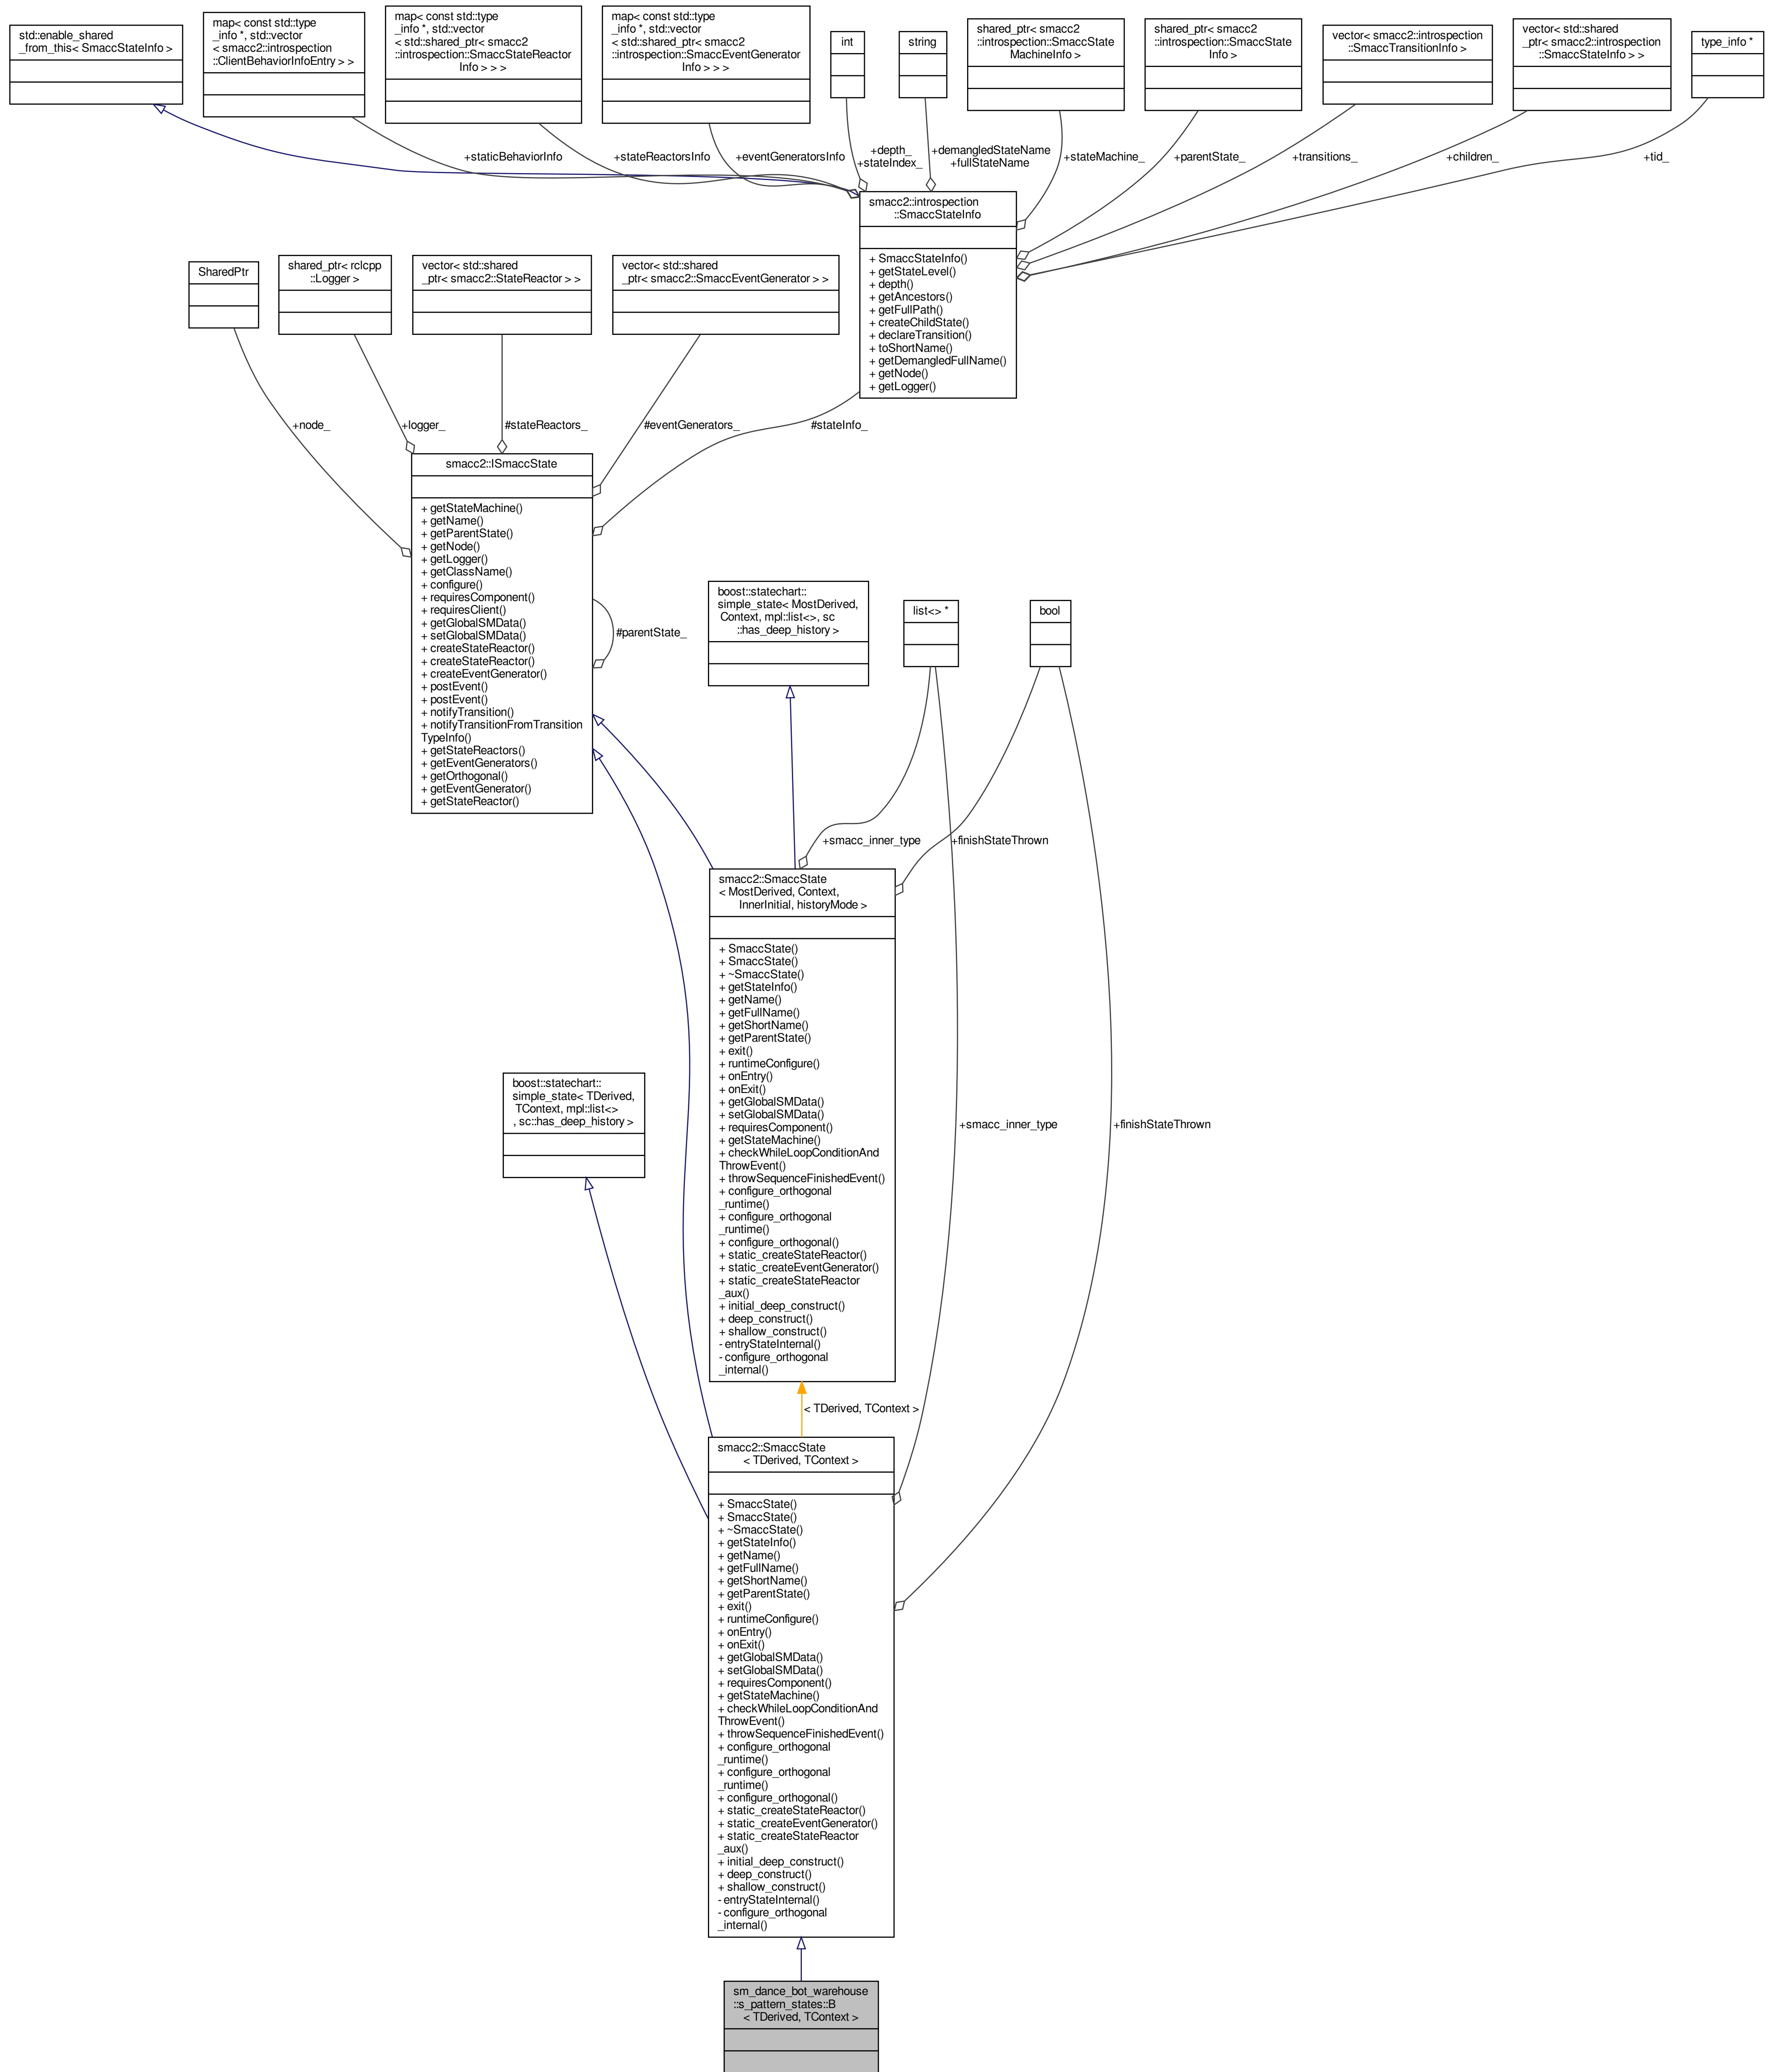 std::enable_shared
_from_this< SmaccStateInfo >
map< const std::type
_info *, std::vector
< smacc2::introspection
::ClientBehaviorInfoEntry > >
map< const std::type
_info *, std::vector
< std::shared_ptr< smacc2
::introspection::SmaccStateReactor
Info > > >
map< const std::type
_info *, std::vector
< std::shared_ptr< smacc2
::introspection::SmaccEventGenerator
Info > > >
int
string
shared_ptr< smacc2
::introspection::SmaccState
MachineInfo >
shared_ptr< smacc2
::introspection::SmaccState
Info >
vector< smacc2::introspection
::SmaccTransitionInfo >
vector< std::shared
_ptr< smacc2::introspection
::SmaccStateInfo > >
type_info *
+staticBehaviorInfo
+stateReactorsInfo
+eventGeneratorsInfo
+depth_
+stateIndex_
+demangledStateName
+fullStateName
+stateMachine_
+parentState_
+transitions_
+children_
+tid_
smacc2::introspection
::SmaccStateInfo
+ SmaccStateInfo()
+ getStateLevel()
+ depth()
+ getAncestors()
+ getFullPath()
+ createChildState()
+ declareTransition()
+ toShortName()
+ getDemangledFullName()
+ getNode()
+ getLogger()
SharedPtr
shared_ptr< rclcpp
::Logger >
vector< std::shared
_ptr< smacc2::StateReactor > >
vector< std::shared
_ptr< smacc2::SmaccEventGenerator > >
+node_
+logger_
#stateReactors_
#eventGenerators_
#stateInfo_
smacc2::ISmaccState
+ getStateMachine()
+ getName()
+ getParentState()
+ getNode()
+ getLogger()
+ getClassName()
+ configure()
+ requiresComponent()
+ requiresClient()
+ getGlobalSMData()
+ setGlobalSMData()
+ createStateReactor()
+ createStateReactor()
+ createEventGenerator()
+ postEvent()
+ postEvent()
+ notifyTransition()
+ notifyTransitionFromTransition
TypeInfo()
+ getStateReactors()
+ getEventGenerators()
+ getOrthogonal()
+ getEventGenerator()
+ getStateReactor()
#parentState_
boost::statechart::
simple_state< MostDerived,
Context, mpl::list<>, sc
::has_deep_history >
list<> *
bool
+smacc_inner_type
+finishStateThrown
smacc2::SmaccState
< MostDerived, Context,
InnerInitial, historyMode >
+ SmaccState()
+ SmaccState()
+ ~SmaccState()
+ getStateInfo()
+ getName()
+ getFullName()
+ getShortName()
+ getParentState()
+ exit()
+ runtimeConfigure()
+ onEntry()
+ onExit()
+ getGlobalSMData()
+ setGlobalSMData()
+ requiresComponent()
+ getStateMachine()
+ checkWhileLoopConditionAnd
ThrowEvent()
+ throwSequenceFinishedEvent()
+ configure_orthogonal
_runtime()
+ configure_orthogonal
_runtime()
+ configure_orthogonal()
+ static_createStateReactor()
+ static_createEventGenerator()
+ static_createStateReactor
_aux()
+ initial_deep_construct()
+ deep_construct()
+ shallow_construct()
- entryStateInternal()
- configure_orthogonal
_internal()
boost::statechart::
simple_state< TDerived,
TContext, mpl::list<>
, sc::has_deep_history >
+smacc_inner_type
+finishStateThrown
< TDerived, TContext >
smacc2::SmaccState
< TDerived, TContext >
+ SmaccState()
+ SmaccState()
+ ~SmaccState()
+ getStateInfo()
+ getName()
+ getFullName()
+ getShortName()
+ getParentState()
+ exit()
+ runtimeConfigure()
+ onEntry()
+ onExit()
+ getGlobalSMData()
+ setGlobalSMData()
+ requiresComponent()
+ getStateMachine()
+ checkWhileLoopConditionAnd
ThrowEvent()
+ throwSequenceFinishedEvent()
+ configure_orthogonal
_runtime()
+ configure_orthogonal
_runtime()
+ configure_orthogonal()
+ static_createStateReactor()
+ static_createEventGenerator()
+ static_createStateReactor
_aux()
+ initial_deep_construct()
+ deep_construct()
+ shallow_construct()
- entryStateInternal()
- configure_orthogonal
_internal()
sm_dance_bot_warehouse
::s_pattern_states::B
< TDerived, TContext >